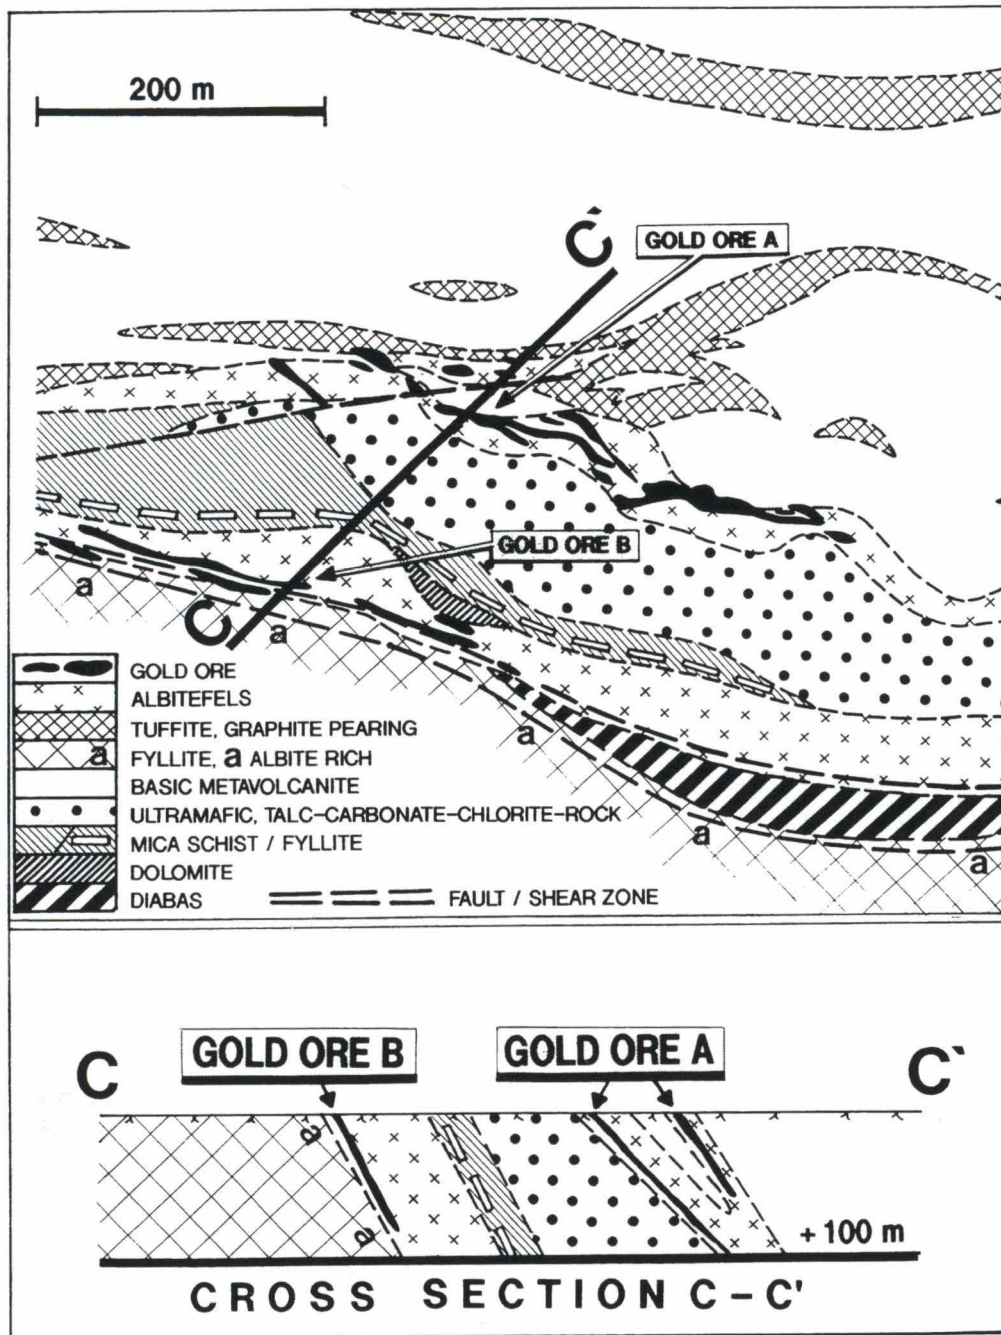 200 m
C`
GOLD ORE A
GOLD ORE B
a
C
a
GOLD ORE
ALBITEFELS
TUFFITE, GRAPHITE PEARING
a FYLLITE, a ALBITE RICH
a
BASIC METAVOLCANITE
ULTRAMAFIC, TALC-CARBONATE-CHLORITE-ROCK
a
MICA SCHIST / FYLLITE
a
DOLOMITE
DIABAS
FAULT / SHEAR ZONE
GOLD ORE B
GOLD ORE A
C
C`
a
a
+ 100 m
CROSS SECTION C - C'